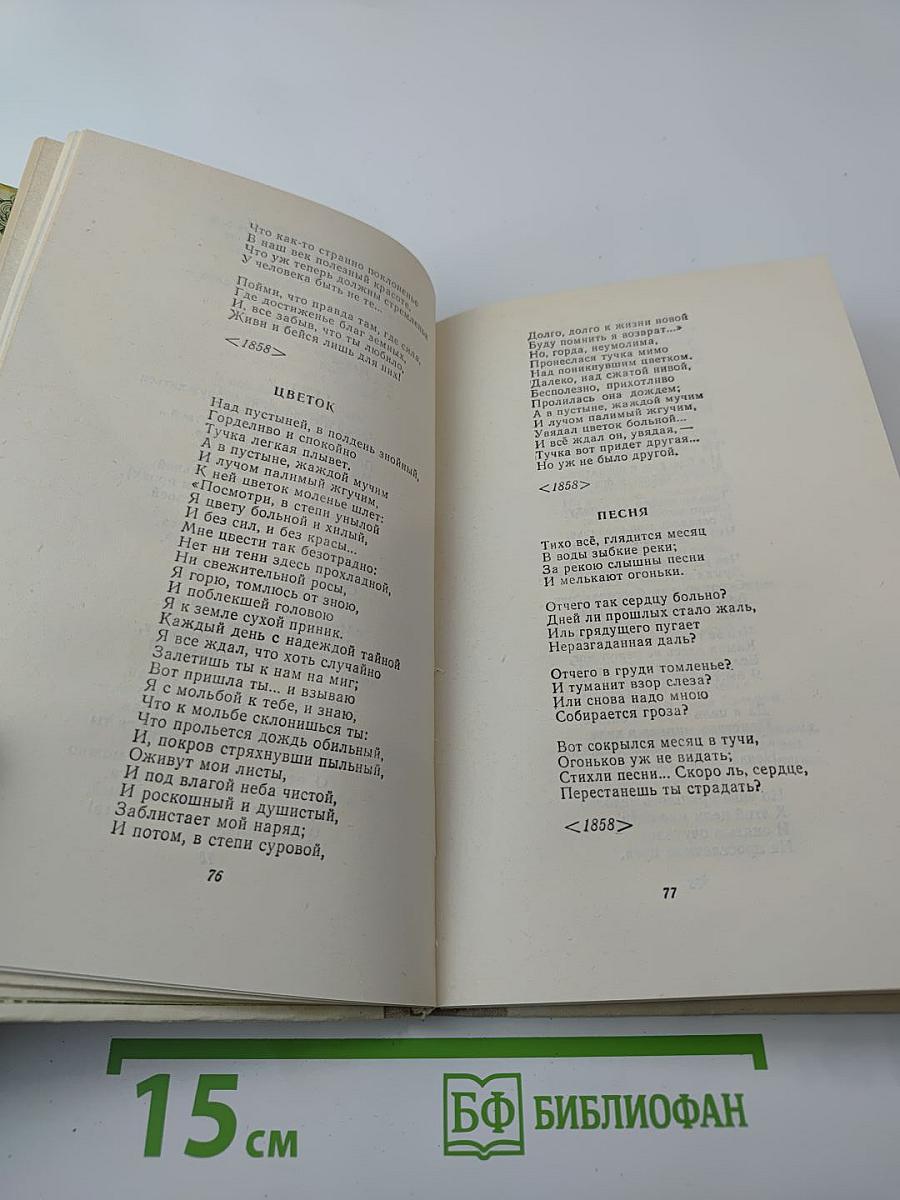 Что как-то странно поклоненье
В наш век полезный красоте,
Что уж теперь должны стремленья
У человека быть не те...
Пойми, что правда там, где сила,
Где достиженье благ земных,
И, все забыв, что ты любило,
Живи и бейся лишь для них!
<1858>
ЦВЕТОК
Над пустыней, в полдень знойный,
Горделиво и спокойно
Тучка легкая плывет.
А в пустыне, жаждой мучим
И лучом палимый жгучим,
К ней цветок моленье шлет:
«Посмотри, в степи унылой
Я цвету больной и хилый,
И без сил, и без красы...
Мне цвести так безотрадно:
Нет ни тени здесь прохладной,
Ни свежительной росы,
Я горю, томлюсь от зною,
И поблекшей головою
Я к земле сухой приник.
Каждый день с надеждой тайной
Я все ждал, что хоть случайно
Залетишь ты к нам на миг;
Вот пришла ты... и взываю
Я с мольбой к тебе, и знаю,
Что к мольбе склонишься ты:
Что прольется дождь обильный,
И, покров стряхнувши пыльный,
Оживут мои листы,
И под влагой неба чистой,
И роскошный и душистый,
Заблистает мой наряд;
И потом, в степи суровой,
76
Долго, долго к жизни вовой
Буду помнить я возврат...»
Но, горда, неумолима,
Пронеслася тучка мимо
Над поникнувшим цветком.
Далеко, над сжатой нивой,
Бесполезно, прихотливо
Пролилась она дождем;
А в пустыне, жаждой мучим
И лучом палимый жгучим,
Увядал цветок больной...
И всё ждал он, увядая,—
Тучка вот придет другая...
Но уж не было другой.
<1858>
ПЕСНЯ
Тихо всё, глядится месяц
В воды зыбкие реки;
За рекою слышны песни
И мелькают огоньки.
Отчего так сердцу больно?
Дней ли прошлых стало жаль,
Иль грядущего пугает
Неразгаданная даль?
Отчего в груди томленье?
И туманит взор слеза?
Или снова надо мною
Собирается гроза?
Вот сокрылся месяц в тучи,
Огоньков уж не видать;
Стихли песни... Скоро ль, сердце,
Перестанешь ты страдать?
<1858>
77
15 см
БФ БИБЛИОФАН